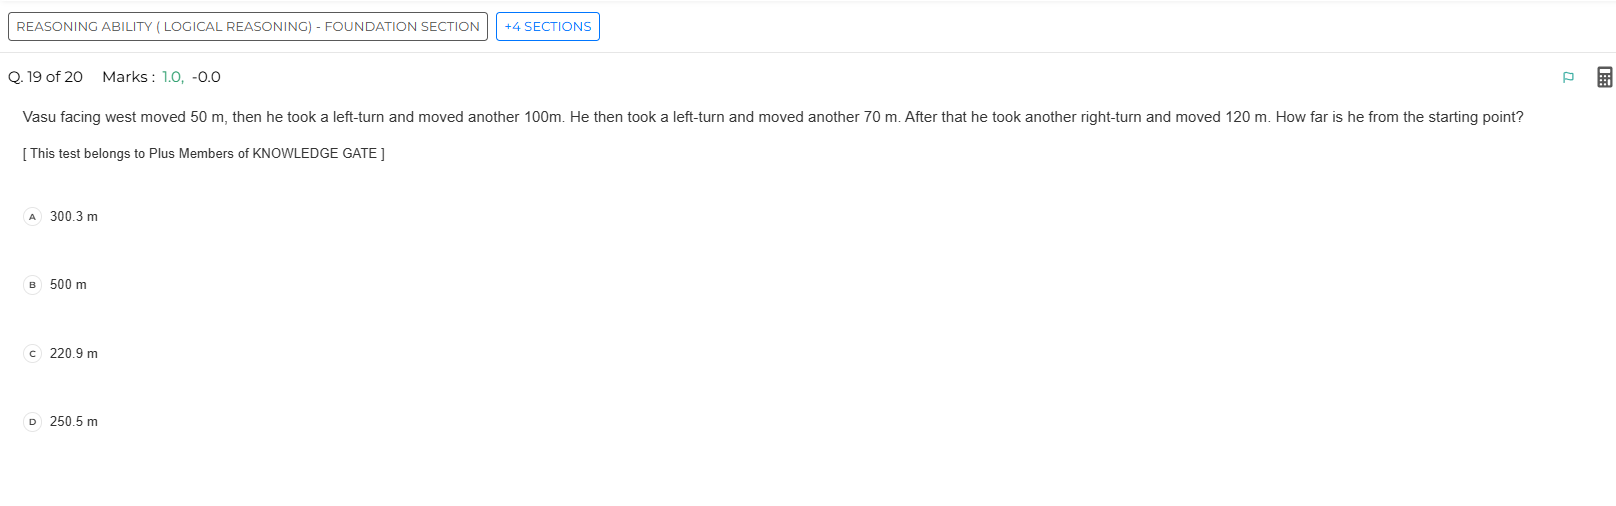 REASONING ABILITY ( LOGICAL REASONING) - FOUNDATION SECTION +4 SECTIONS
Q. 19 of 20 Marks : 1.0, -0.0
Vasu facing west moved 50 m, then he took a left-turn and moved another 100m. He then took a left-turn and moved another 70 m. After that he took another right-turn and moved 120 m. How far is he from the starting point?
[ This test belongs to Plus Members of KNOWLEDGE GATE ]
A 300.3 m
B 500 m
C 220.9 m
D 250.5 m